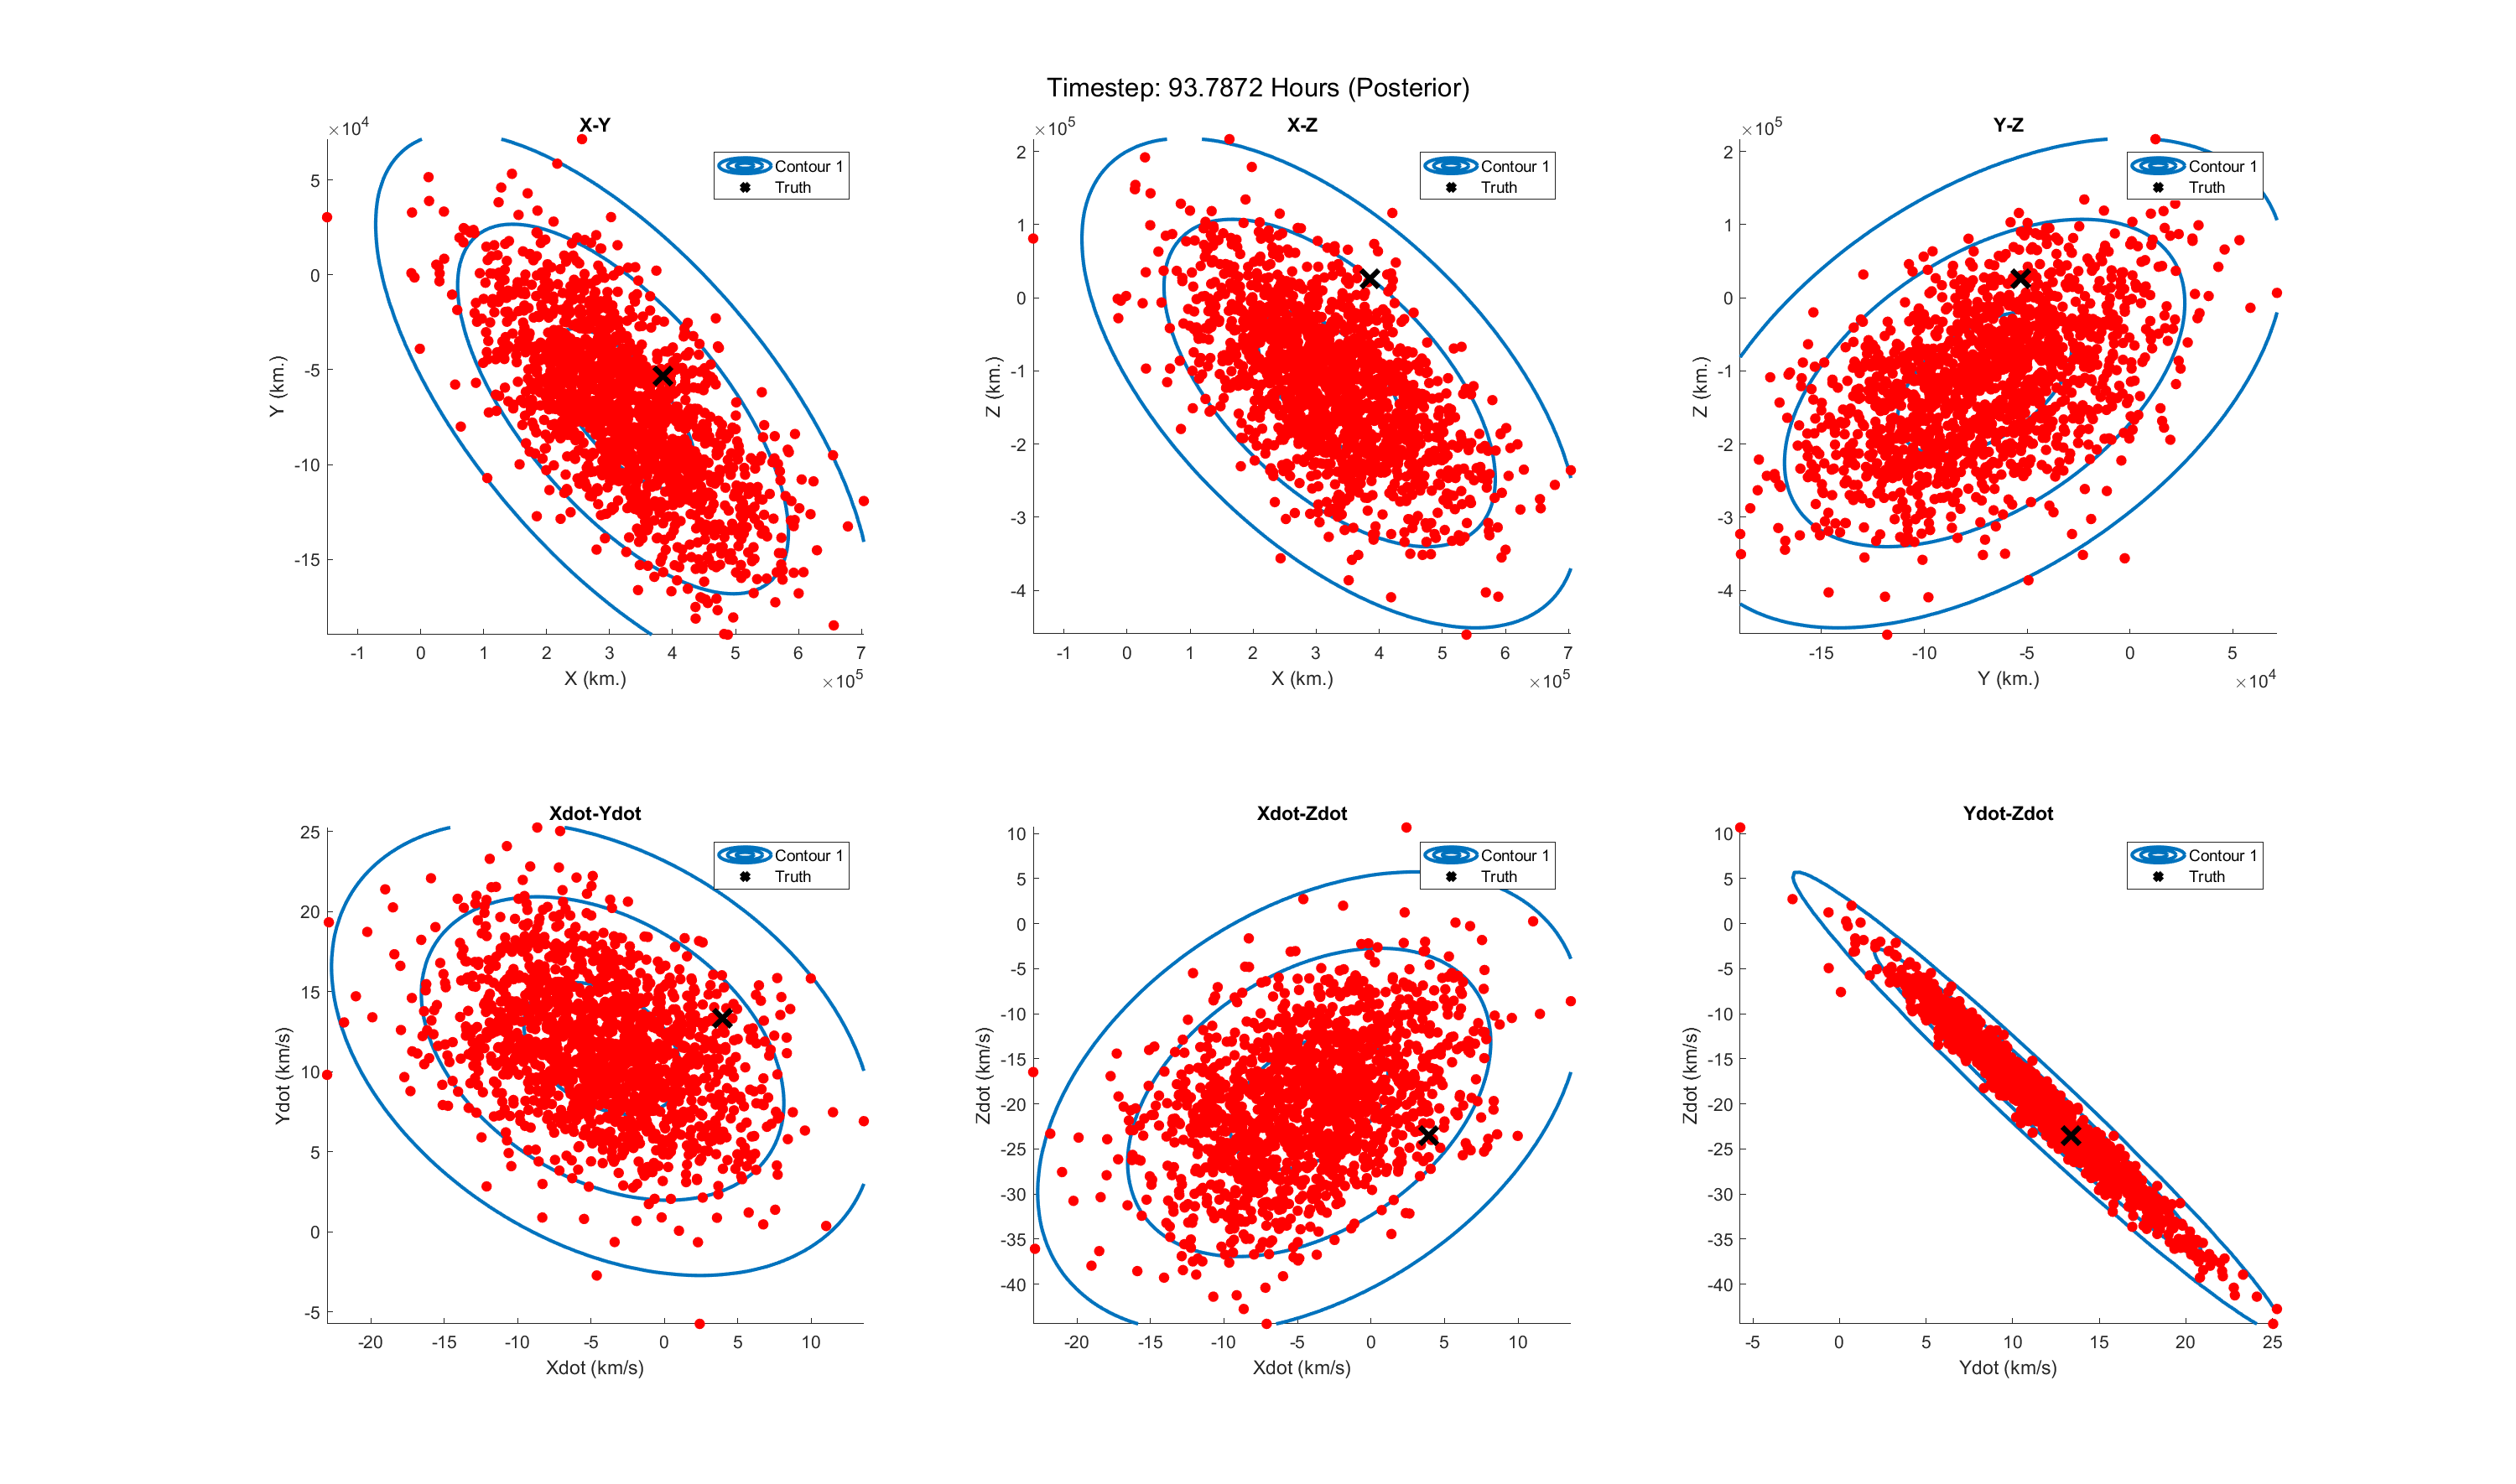 Timestep: 93.7872 Hours (Posterior)
X-Y
×10^4
5
0
-5
-10
-15
Y (km.)
-1 0 1 2 3 4 5 6 7
X (km.)
×10^5
Contour 1
Truth
X-Z
×10^5
2
1
0
-1
-2
-3
-4
Z (km.)
-1 0 1 2 3 4 5 6 7
X (km.)
×10^5
Contour 1
Truth
Y-Z
×10^5
2
1
0
-1
-2
-3
-4
Z (km.)
-15 -10 -5 0 5
Y (km.)
×10^4
Contour 1
Truth
Xdot-Ydot
25
20
15
10
5
0
-5
Ydot (km/s)
-20 -15 -10 -5 0 5 10
Xdot (km/s)
Contour 1
Truth
Xdot-Zdot
10
5
0
-5
-10
-15
-20
-25
-30
-35
-40
Zdot (km/s)
-20 -15 -10 -5 0 5 10
Xdot (km/s)
Contour 1
Truth
Ydot-Zdot
10
5
0
-5
-10
-15
-20
-25
-30
-35
-40
Zdot (km/s)
-5 0 5 10 15 20 25
Ydot (km/s)
Contour 1
Truth